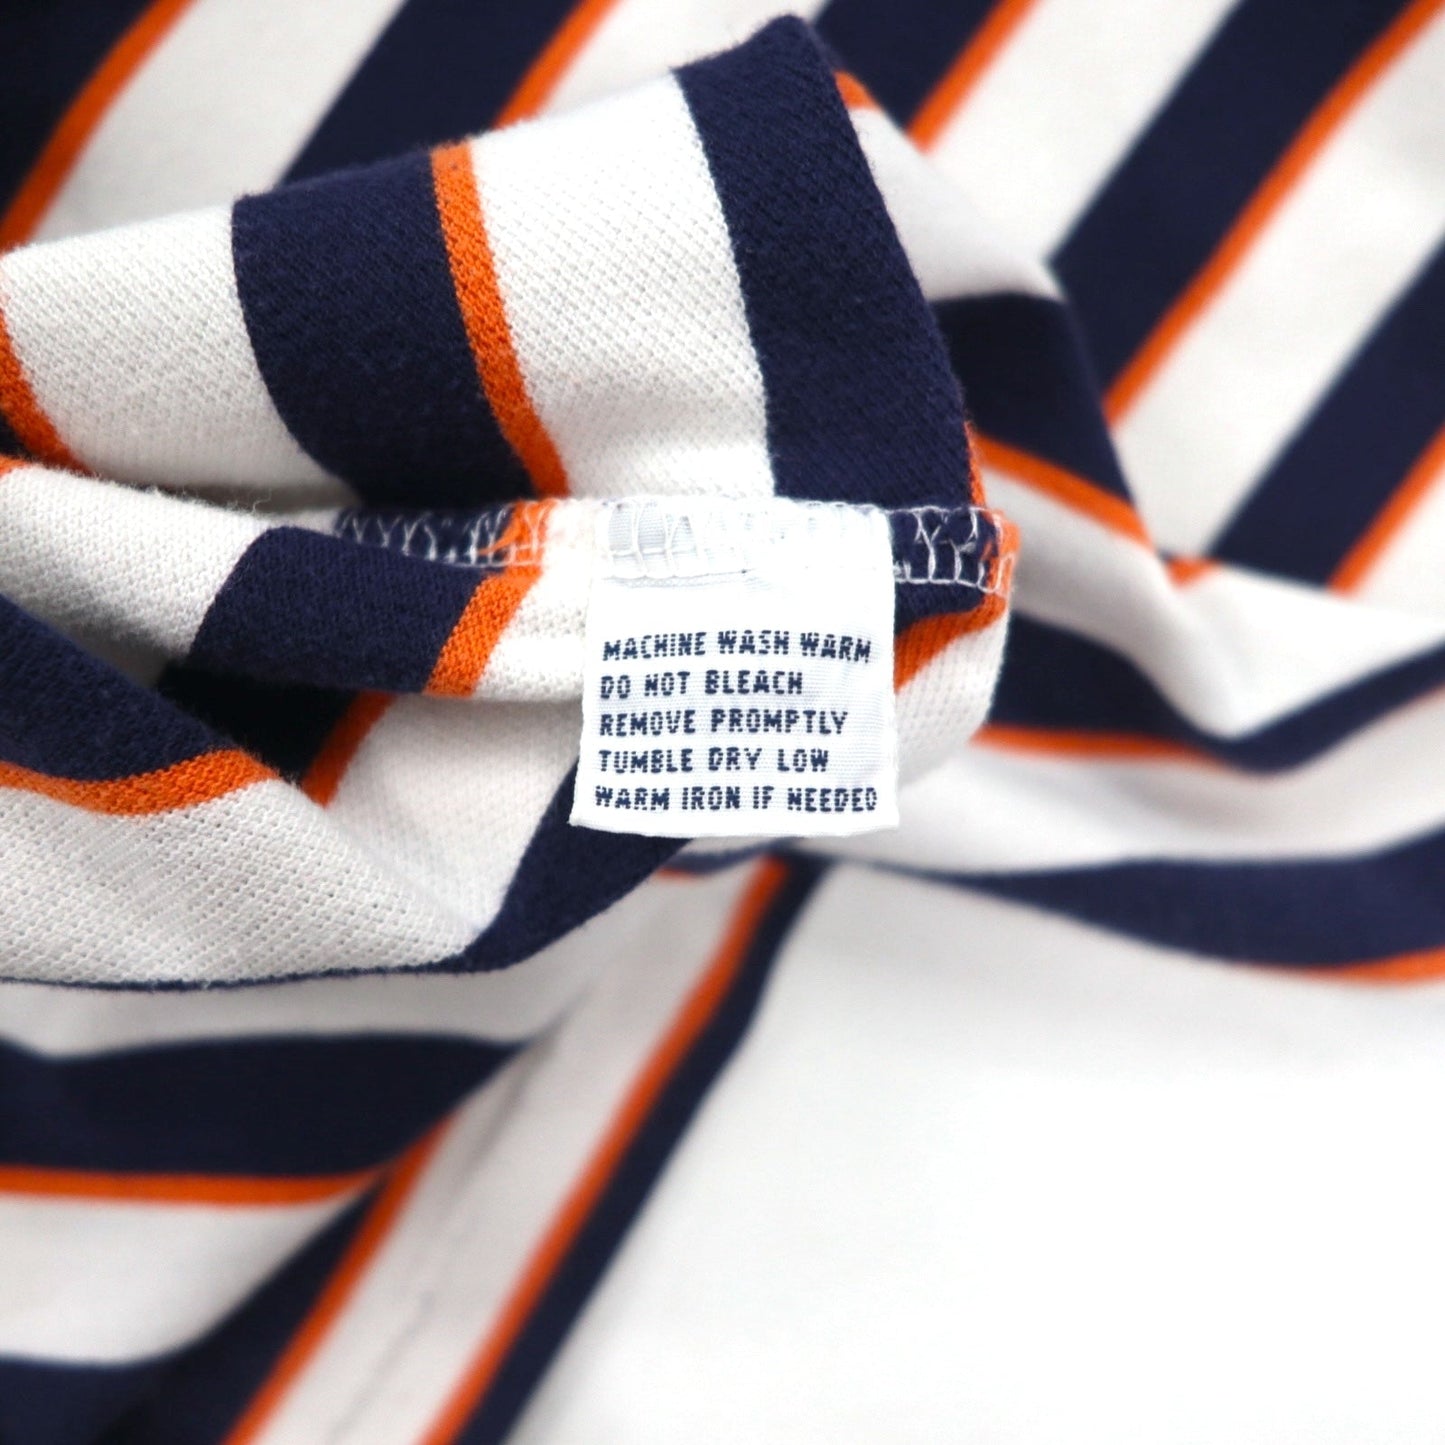 MACHINE WASH WARM
DO NOT BLEACH
REMOVE PROMPTLY
TUMBLE DRY LOW
WARM IRON IF NEEDED